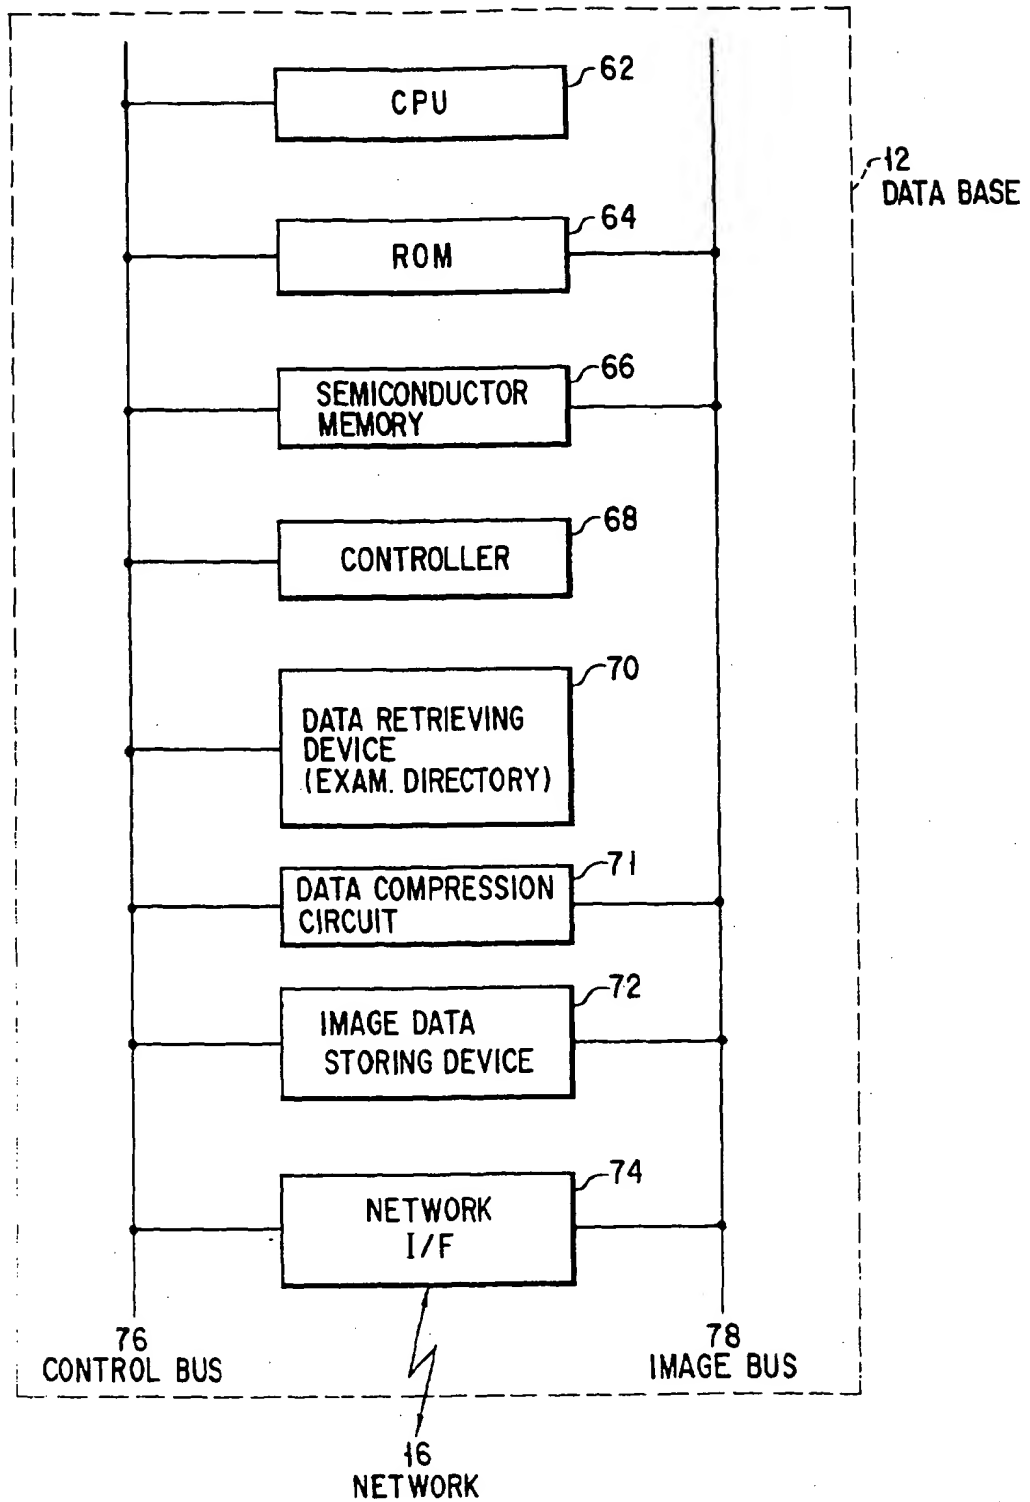 62
CPU
12
DATA BASE
64
ROM
66
SEMICONDUCTOR
MEMORY
68
CONTROLLER
70
DATA RETRIEVING
DEVICE
(EXAM. DIRECTORY)
71
DATA COMPRESSION
CIRCUIT
72
IMAGE DATA
STORING DEVICE
74
NETWORK
I/F
76
CONTROL BUS
78
IMAGE BUS
16
NETWORK